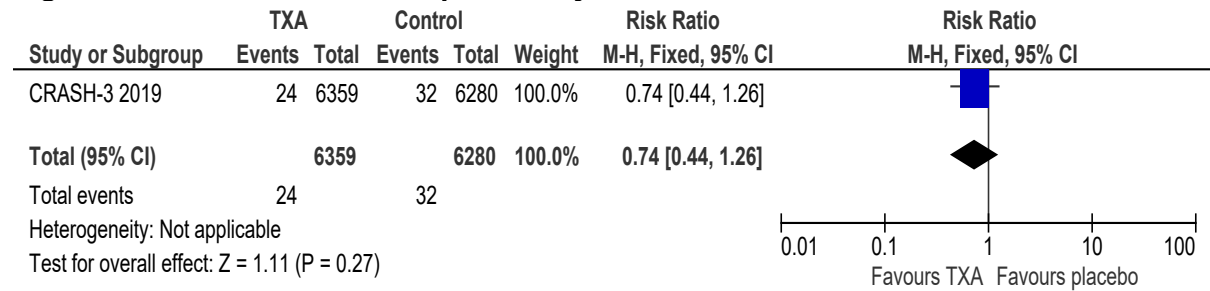 TXA Control Risk Ratio Risk Ratio
Study or Subgroup Events Total Events Total Weight M-H, Fixed, 95% CI M-H, Fixed, 95% CI
CRASH-3 2019 24 6359 32 6280 100.0% 0.74 [0.44, 1.26]
Total (95% CI) 6359 6280 100.0% 0.74 [0.44, 1.26]
Total events 24 32
Heterogeneity: Not applicable
Test for overall effect: Z = 1.11 (P = 0.27)
0.01 0.1 1 10 100
Favours TXA Favours placebo